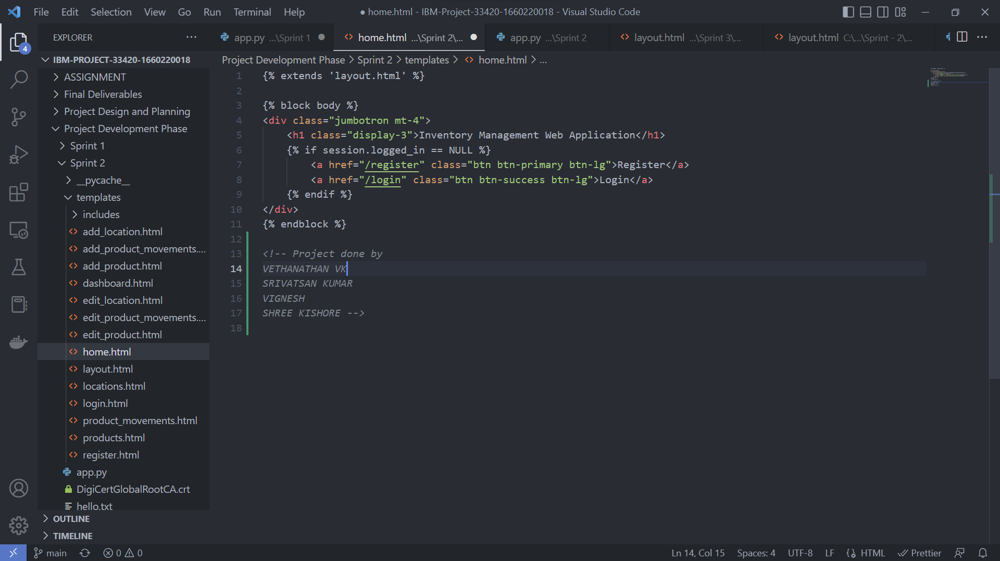 File Edit Selection View Go Run Terminal Help
● home.html - IBM-Project-33420-1660220018 - Visual Studio Code
EXPLORER
app.py ...\Sprint 1
home.html ...\Sprint 2\...
app.py ...\Sprint 2
layout.html ...\Sprint 3\...
layout.html C:\...\Sprint - 2\...
4
IBM-PROJECT-33420-1660220018
ASSIGNMENT
Final Deliverables
Project Design and Planning
Project Development Phase
Sprint 1
Sprint 2
__pycache__
templates
includes
add_location.html
add_product_movements....
add_product.html
dashboard.html
edit_location.html
edit_product_movements....
edit_product.html
home.html
layout.html
locations.html
login.html
product_movements.html
products.html
register.html
app.py
DigiCertGlobalRootCA.crt
hello.txt
OUTLINE
TIMELINE
Project Development Phase > Sprint 2 > templates > home.html > ...
1 {% extends 'layout.html' %}
2
3 {% block body %}
4 <div class="jumbotron mt-4">
5 <h1 class="display-3">Inventory Management Web Application</h1>
6 {% if session.logged_in == NULL %}
7 <a href="/register" class="btn btn-primary btn-lg">Register</a>
8 <a href="/login" class="btn btn-success btn-lg">Login</a>
9 {% endif %}
10 </div>
11 {% endblock %}
12
13 <!-- Project done by
14 VETHANATHAN VK
15 SRIVATSAN KUMAR
16 VIGNESH
17 SHREE KISHORE -->
18
main 0 0
Ln 14, Col 15 Spaces: 4 UTF-8 LF HTML Prettier